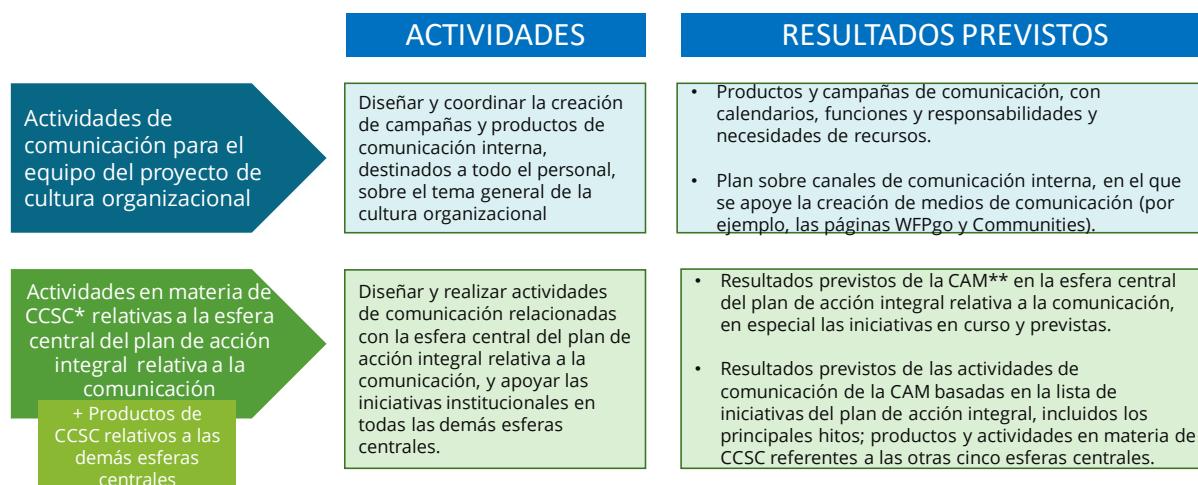 ACTIVIDADES
RESULTADOS PREVISTOS
Actividades de
comunicación para el
equipo del proyecto de
cultura organizacional
Diseñar y coordinar la creación
de campañas y productos de
comunicación interna,
destinados a todo el personal,
sobre el tema general de la
cultura organizacional
• Productos y campañas de comunicación, con
calendarios, funciones y responsabilidades y
necesidades de recursos.
• Plan sobre canales de comunicación interna, en el que
se apoye la creación de medios de comunicación (por
ejemplo, las páginas WFPgo y Communities).
Actividades en materia de
CCSC* relativas a la esfera
central del plan de acción
integral relativa a la
comunicación
+ Productos de
CCSC relativos a las
demás esferas
centrales
Diseñar y realizar actividades
de comunicación relacionadas
con la esfera central del plan de
acción integral relativa a la
comunicación, y apoyar las
iniciativas institucionales en
todas las demás esferas
centrales.
• Resultados previstos de la CAM** en la esfera central
del plan de acción integral relativa a la comunicación,
en especial las iniciativas en curso y previstas.
• Resultados previstos de las actividades de
comunicación de la CAM basadas en la lista de
iniciativas del plan de acción integral, incluidos los
principales hitos; productos y actividades en materia de
CCSC referentes a las otras cinco esferas centrales.